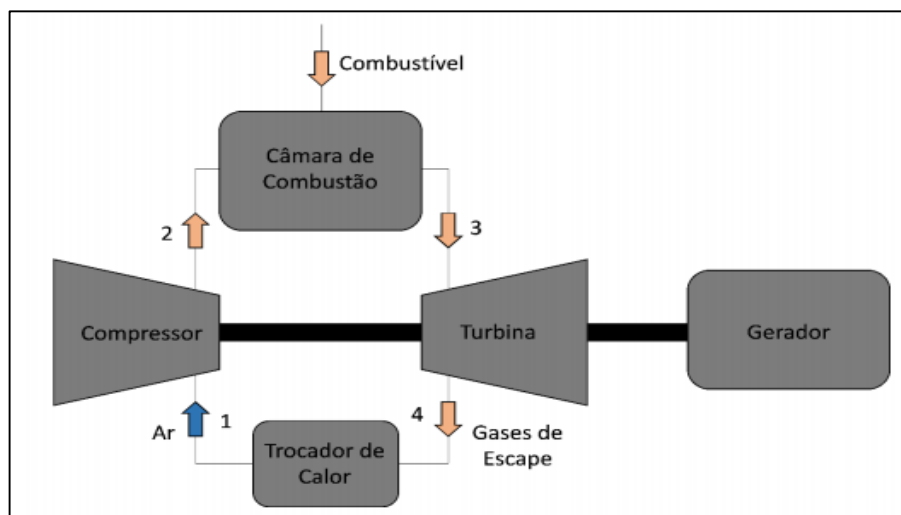 Combustível
Câmara de
Combustão
2
3
Compressor
Turbina
Gerador
Ar
1
4
Gases de
Escape
Trocador de
Calor